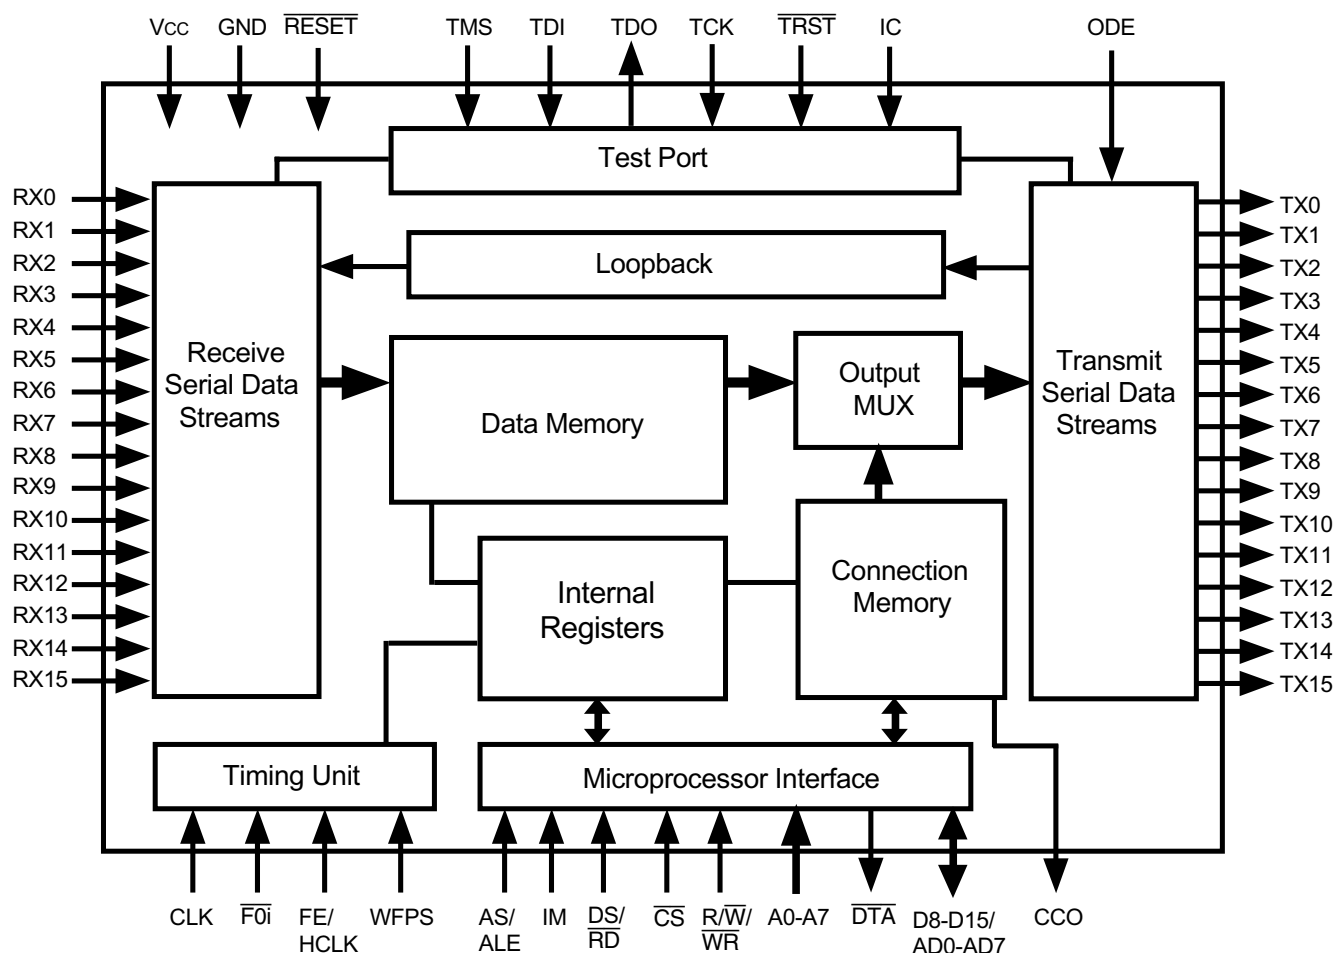 Vcc GND RESET TMS TDI TDO TCK TRST IC ODE
Test Port
RX0
RX1
RX2
RX3
RX4
RX5
RX6
RX7
RX8
RX9
RX10
RX11
RX12
RX13
RX14
RX15
Receive
Serial Data
Streams
Loopback
Data Memory
Output
MUX
Transmit
Serial Data
Streams
TX0
TX1
TX2
TX3
TX4
TX5
TX6
TX7
TX8
TX9
TX10
TX11
TX12
TX13
TX14
TX15
Internal
Registers
Connection
Memory
Timing Unit
Microprocessor Interface
CLK
F0i
FE/
HCLK
WFPS
AS/
ALE
IM
DS/
RD
CS
R/W/
WR
A0-A7
DTA
D8-D15/
AD0-AD7
CCO